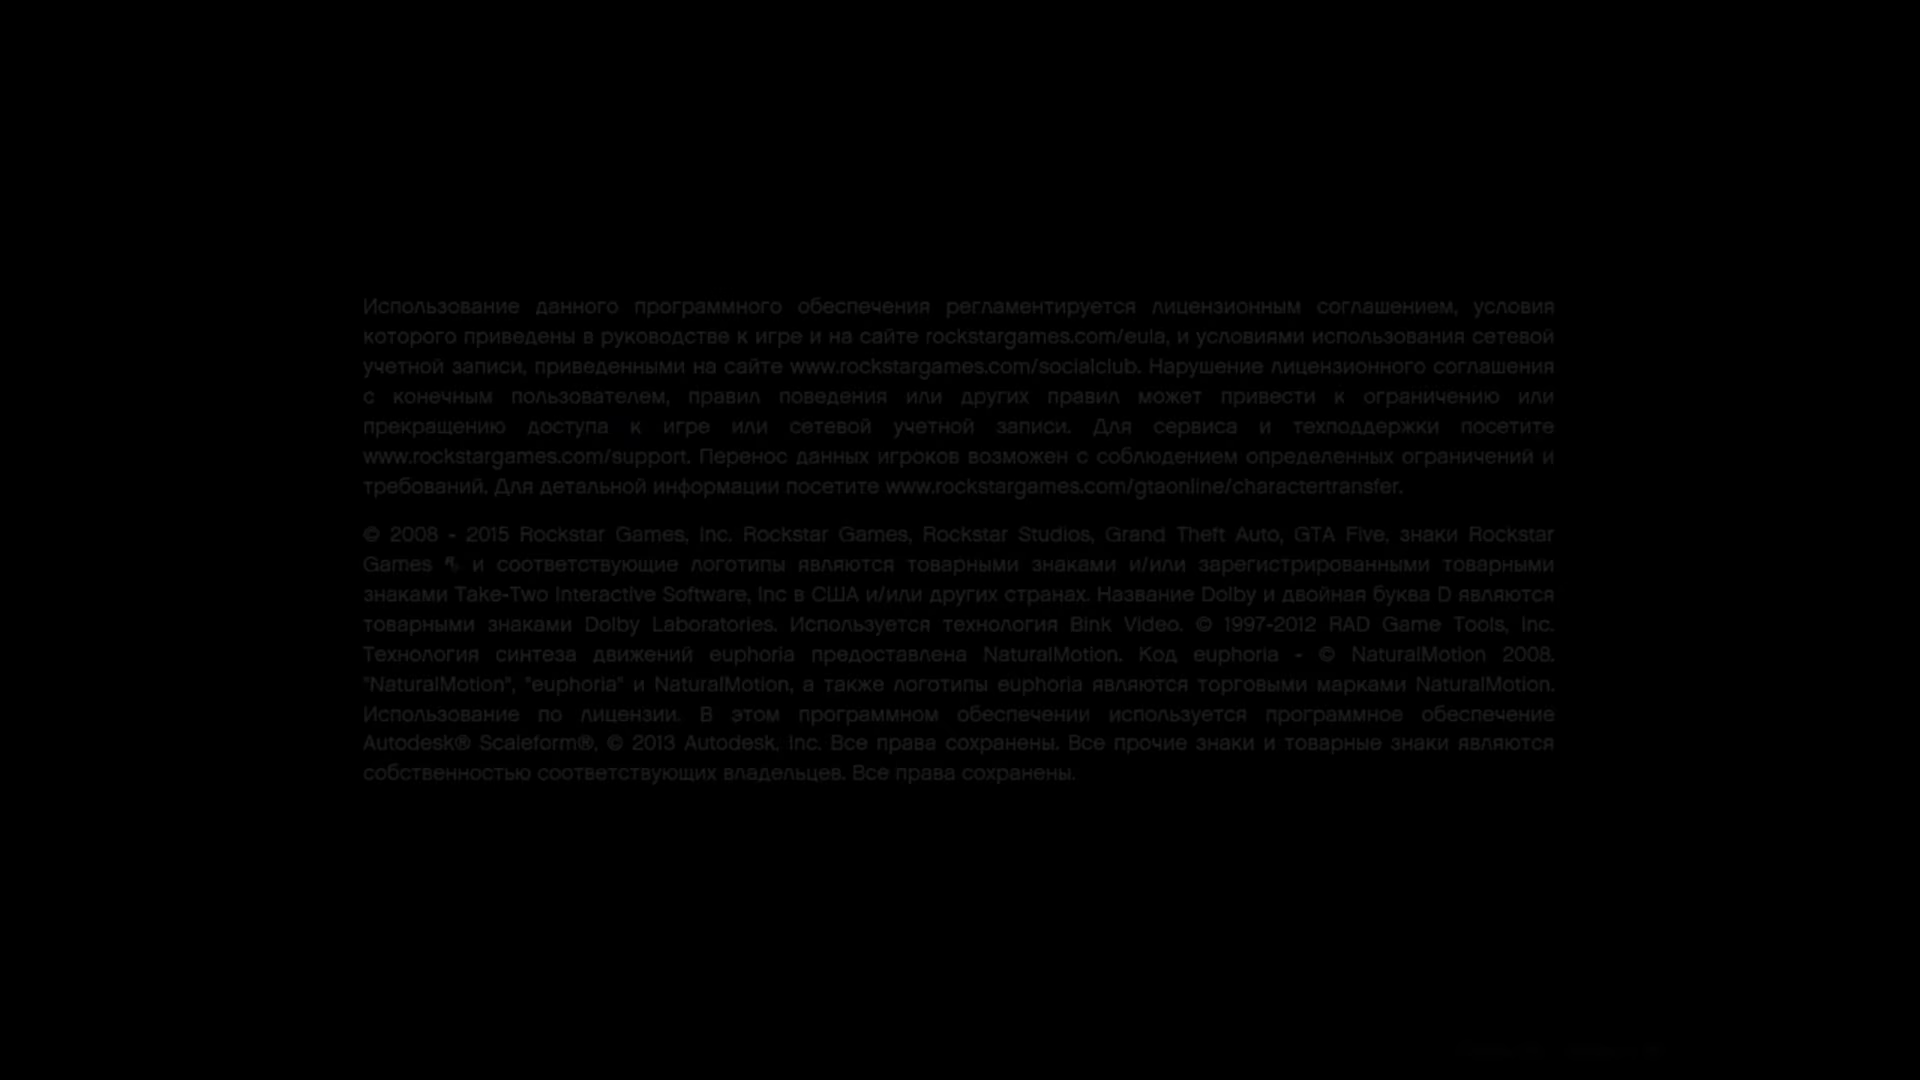 Использование данного программного обеспечения регламентируется лицензионным соглашением, условия
которого приведены в руководстве к игре и на сайте rockstargames.com/eula, и условиями использования сетевой
учетной записи, приведенными на сайте www.rockstargames.com/socialclub. Нарушение лицензионного соглашения
с конечным пользователем, правил поведения или других правил может привести к ограничению или
прекращению доступа к игре или сетевой учетной записи. Для сервиса и техподдержки посетите
www.rockstargames.com/support. Перенос данных игроков возможен с соблюдением определенных ограничений и
требований. Для детальной информации посетите www.rockstargames.com/gtaonline/charactertransfer.
© 2008 - 2015 Rockstar Games, Inc. Rockstar Games, Rockstar Studios, Grand Theft Auto, GTA Five, знаки Rockstar
Games и соответствующие логотипы являются товарными знаками и/или зарегистрированными товарными
знаками Take-Two Interactive Software, Inc в США и/или других странах. Название Dolby и двойная буква D являются
товарными знаками Dolby Laboratories. Используется технология Bink Video. © 1997-2012 RAD Game Tools, Inc.
Технология синтеза движений euphoria предоставлена NaturalMotion. Код euphoria - © NaturalMotion 2008.
"NaturalMotion", "euphoria" и NaturalMotion, а также логотипы euphoria являются торговыми марками NaturalMotion.
Использование по лицензии. В этом программном обеспечении используется программное обеспечение
Autodesk® Scaleform®, © 2013 Autodesk, Inc. Все права сохранены. Все прочие знаки и товарные знаки являются
собственностью соответствующих владельцев. Все права сохранены.